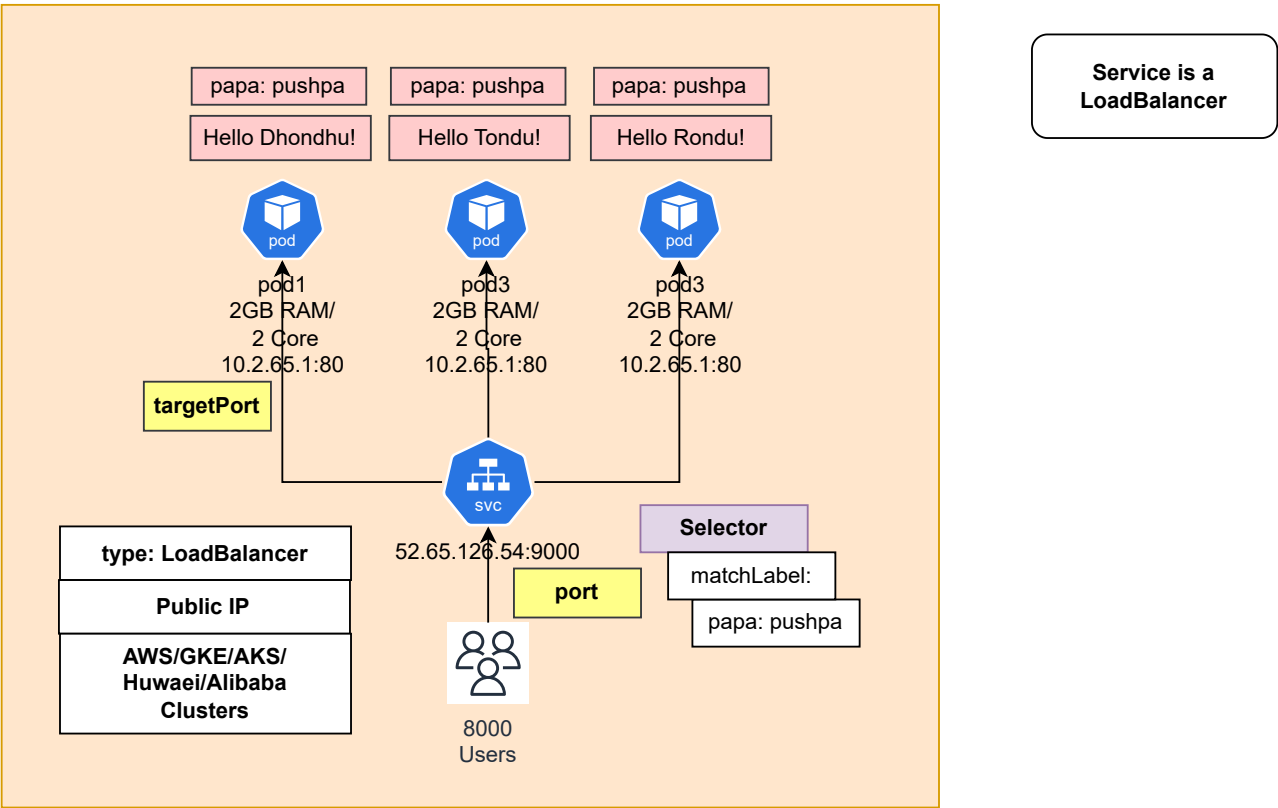 Service is a
LoadBalancer
papa: pushpa
papa: pushpa
papa: pushpa
Hello Dhondhu!
Hello Tondu!
Hello Rondu!
pod
pod
pod
pod1
2GB RAM/
2 Core
10.2.65.1:80
pod3
2GB RAM/
2 Core
10.2.65.1:80
pod3
2GB RAM/
2 Core
10.2.65.1:80
targetPort
svc
52.65.126.54:9000
port
Selector
matchLabel:
papa: pushpa
type: LoadBalancer
Public IP
AWS/GKE/AKS/
Huwaei/Alibaba
Clusters
8000
Users